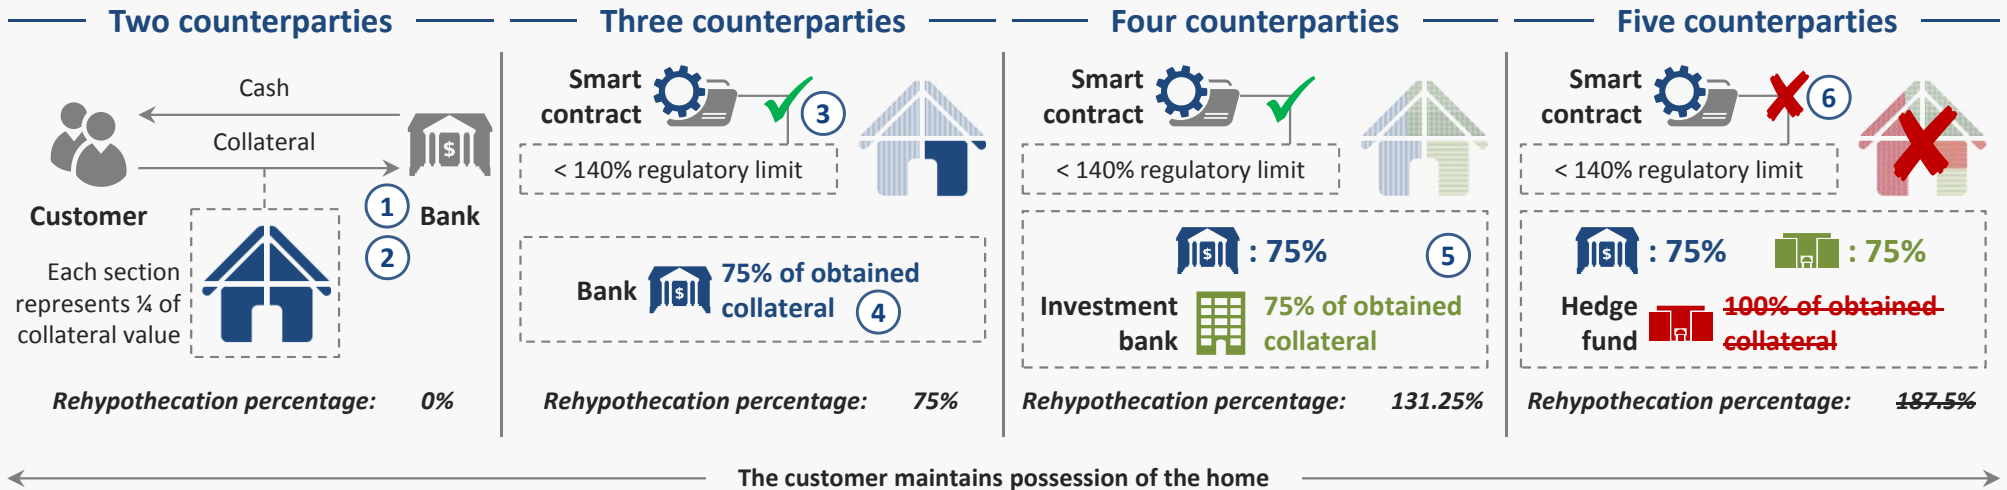 Two counterparties
Cash
Collateral
$
Customer
1
Bank
2
Each section
represents ¼ of
collateral value
Rehypothecation percentage: 0%
Three counterparties
Smart
contract
3
< 140% regulatory limit
Bank
$
75% of obtained
collateral
4
Rehypothecation percentage: 75%
Four counterparties
Smart
contract
< 140% regulatory limit
$
: 75%
5
Investment
bank
75% of obtained
collateral
Rehypothecation percentage: 131.25%
Five counterparties
Smart
contract
6
< 140% regulatory limit
$
: 75%
: 75%
Hedge
fund
100% of obtained
collateral
Rehypothecation percentage: 187.5%
The customer maintains possession of the home